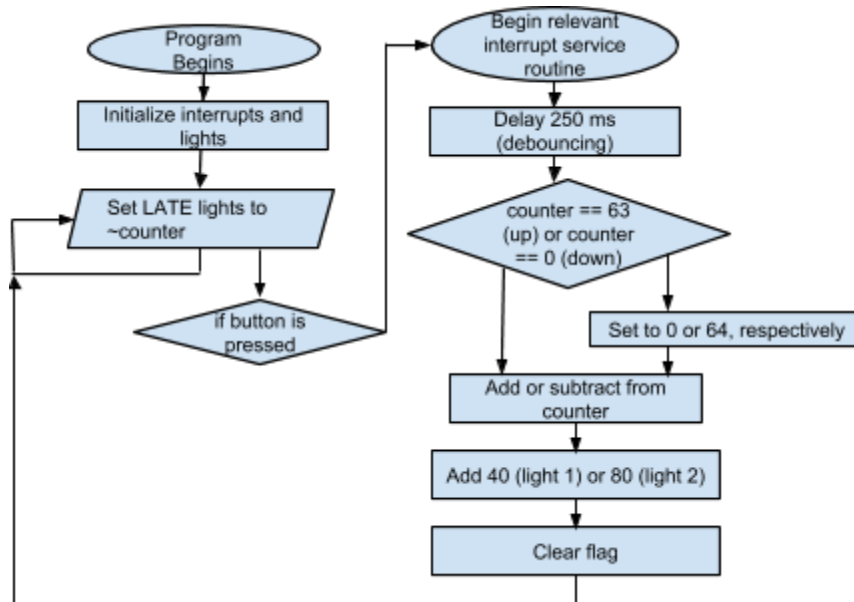 Program
Begins
Initialize interrupts and
lights
Set LATE lights to
~counter
if button is
pressed
Begin relevant
interrupt service
routine
Delay 250 ms
(debouncing)
counter == 63
(up) or counter
== 0 (down)
Set to 0 or 64, respectively
Add or subtract from
counter
Add 40 (light 1) or 80 (light 2)
Clear flag